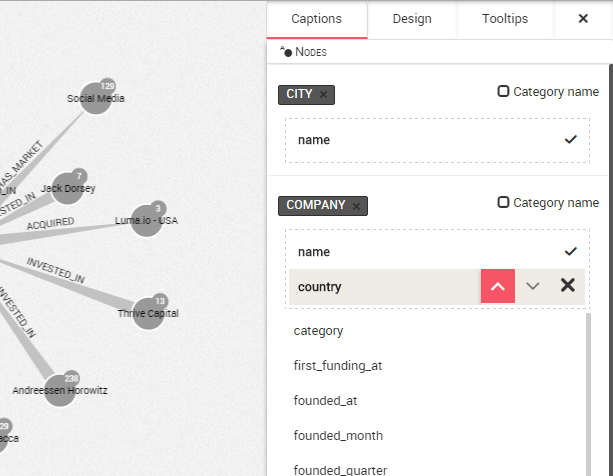 Captions
Design
Tooltips
NODES
CITY
Category name
name
COMPANY
Category name
name
country
category
first_funding_at
founded_at
founded_month
founded_quarter
129
Social Media
HAS_MARKET
7
Jack Dorsey
3
Luma.io - USA
ACQUIRED
INVESTED_IN
13
Thrive Capital
INVESTED_IN
238
Andreessen Horowitz
29